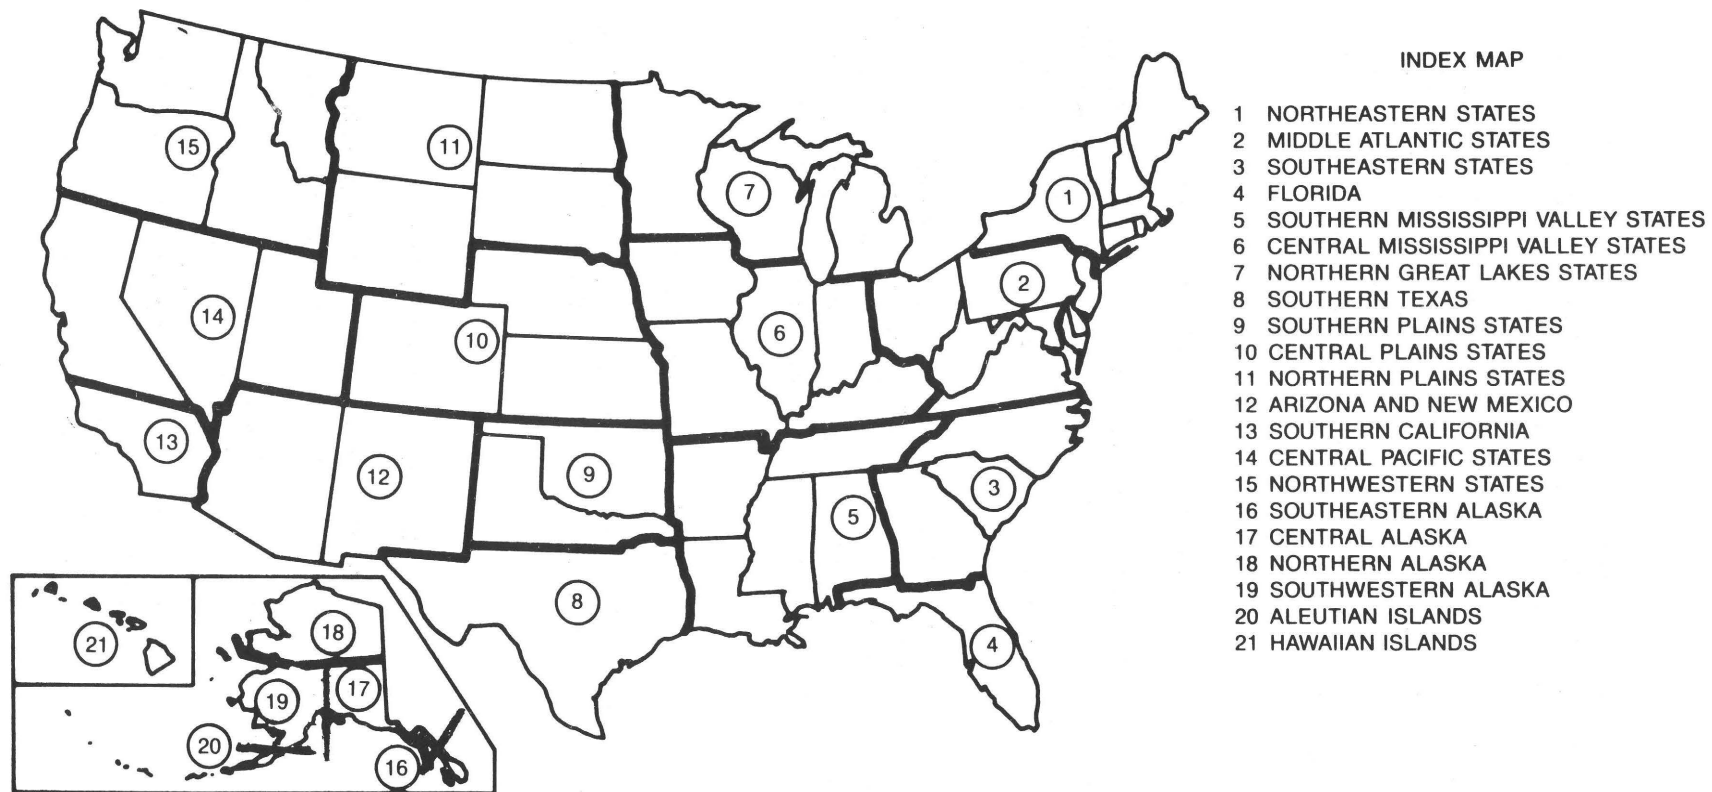 INDEX MAP
1 NORTHEASTERN STATES
2 MIDDLE ATLANTIC STATES
3 SOUTHEASTERN STATES
4 FLORIDA
5 SOUTHERN MISSISSIPPI VALLEY STATES
6 CENTRAL MISSISSIPPI VALLEY STATES
7 NORTHERN GREAT LAKES STATES
8 SOUTHERN TEXAS
9 SOUTHERN PLAINS STATES
10 CENTRAL PLAINS STATES
11 NORTHERN PLAINS STATES
12 ARIZONA AND NEW MEXICO
13 SOUTHERN CALIFORNIA
14 CENTRAL PACIFIC STATES
15 NORTHWESTERN STATES
16 SOUTHEASTERN ALASKA
17 CENTRAL ALASKA
18 NORTHERN ALASKA
19 SOUTHWESTERN ALASKA
20 ALEUTIAN ISLANDS
21 HAWAIIAN ISLANDS
15
11
7
1
2
14
10
6
13
12
9
5
3
8
4
21
18
19
17
20
16